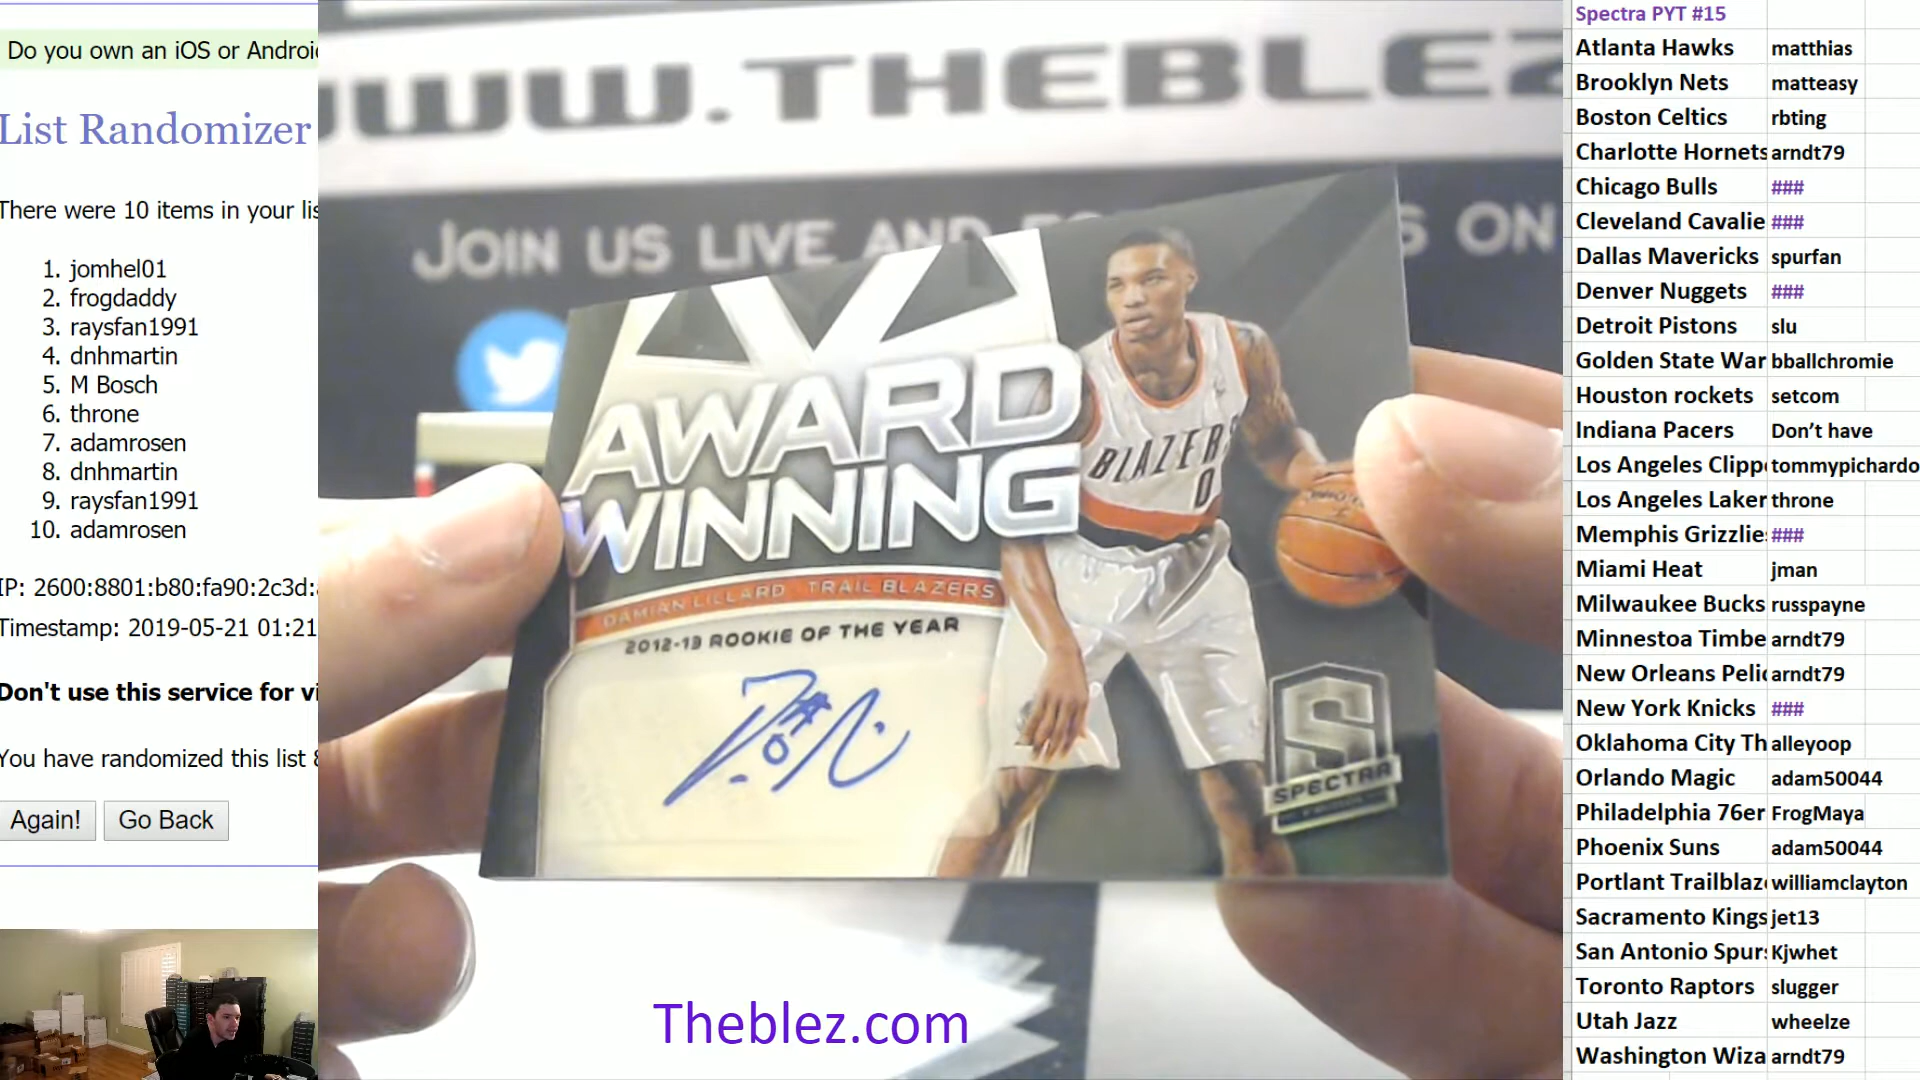 Do you own an iOS or Androi
List Randomizer
There were 10 items in your lis
1. jomhel01
2. frogdaddy
3. raysfan1991
4. dnhmartin
5. M Bosch
6. throne
7. adamrosen
8. dnhmartin
9. raysfan1991
10. adamrosen
IP: 2600:8801:b80:fa90:2c3d:
Timestamp: 2019-05-21 01:21
Don't use this service for vi
You have randomized this list
Again! Go Back
WWW.THEBLEZ
JOIN US LIVE AND
S ON
AWARD
WINNING
DAMIAN LILLARD TRAIL BLAZERS
2012-13 ROOKIE OF THE YEAR
BLAZERS
0
S
SPECTRA
Theblez.com
Spectra PYT #15
Atlanta Hawks matthias
Brooklyn Nets matteasy
Boston Celtics rbting
Charlotte Hornets arndt79
Chicago Bulls ###
Cleveland Cavalie ###
Dallas Mavericks spurfan
Denver Nuggets ###
Detroit Pistons slu
Golden State War bballchromie
Houston rockets setcom
Indiana Pacers Don’t have
Los Angeles Clipp tommypichardo
Los Angeles Laker throne
Memphis Grizzlie ###
Miami Heat jman
Milwaukee Bucks russpayne
Minnestoa Timbe arndt79
New Orleans Peli arndt79
New York Knicks ###
Oklahoma City Th alleyoop
Orlando Magic adam50044
Philadelphia 76er FrogMaya
Phoenix Suns adam50044
Portlant Trailblaz williamclayton
Sacramento Kings jet13
San Antonio Spur Kjwhet
Toronto Raptors slugger
Utah Jazz wheelze
Washington Wiza arndt79